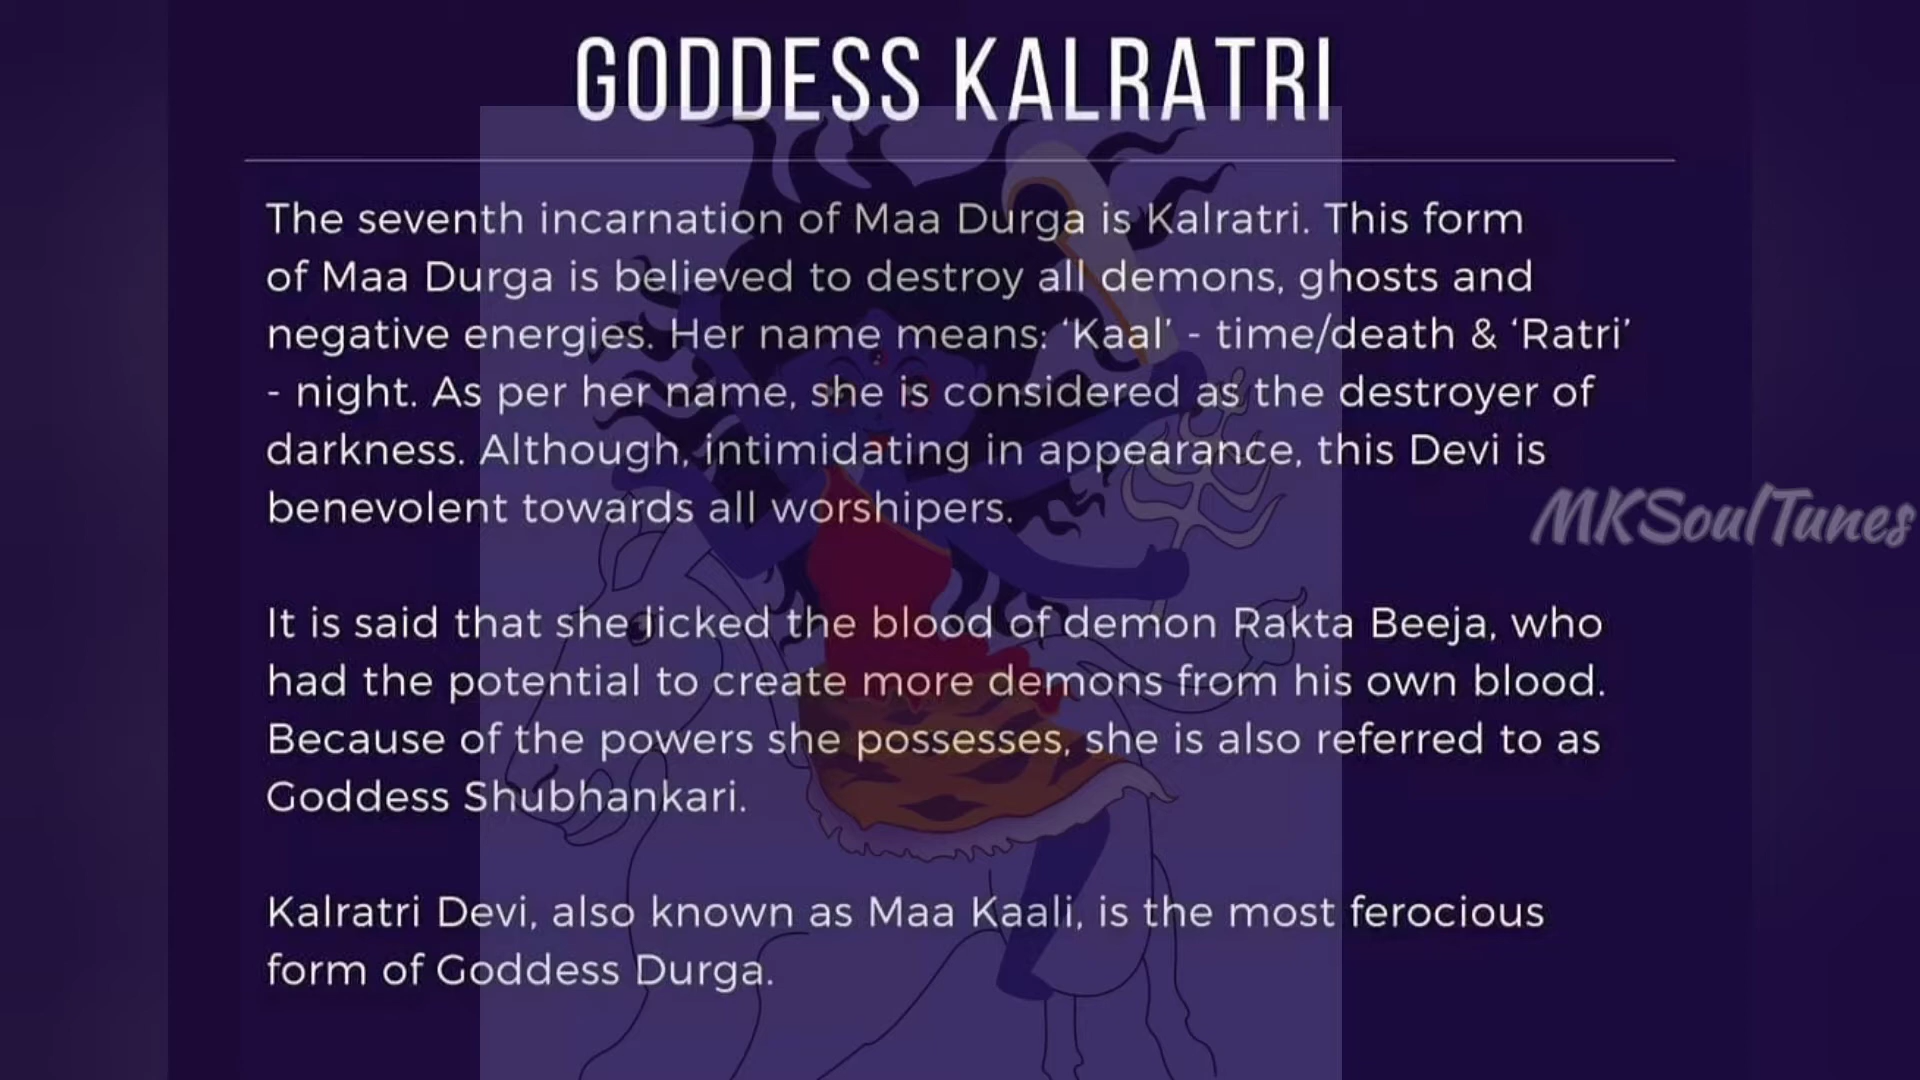 GODDESS KALRATRI
The seventh incarnation of Maa Durga is Kalratri. This form
of Maa Durga is believed to destroy all demons, ghosts and
negative energies. Her name means: ‘Kaal’ - time/death & ‘Ratri’
- night. As per her name, she is considered as the destroyer of
darkness. Although, intimidating in appearance, this Devi is
benevolent towards all worshipers.
MKSoulTunes
It is said that she licked the blood of demon Rakta Beeja, who
had the potential to create more demons from his own blood.
Because of the powers she possesses, she is also referred to as
Goddess Shubhankari.
Kalratri Devi, also known as Maa Kaali, is the most ferocious
form of Goddess Durga.